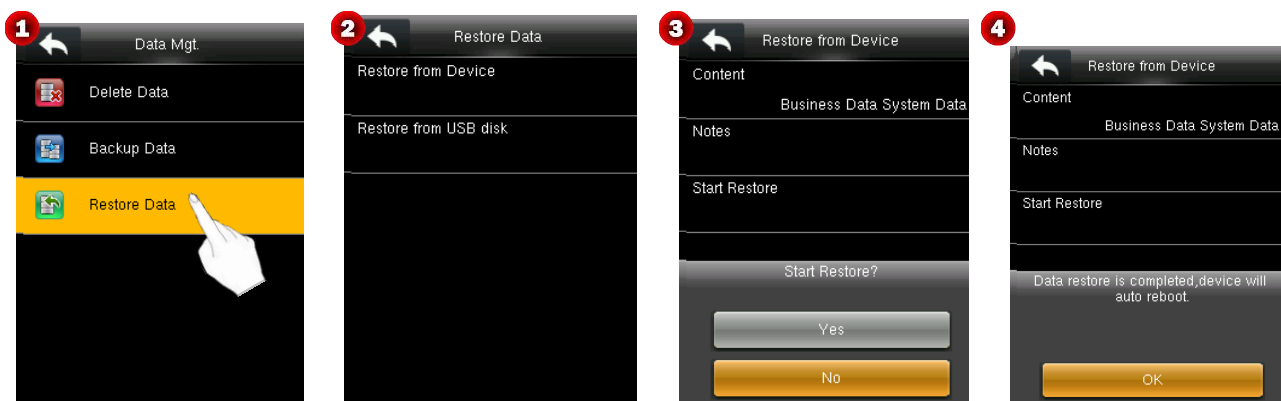 1
Data Mgt.
Delete Data
Backup Data
Restore Data
2
Restore Data
Restore from Device
Restore from USB disk
3
Restore from Device
Content
Business Data System Data
Notes
Start Restore
Start Restore?
Yes
No
4
Restore from Device
Content
Business Data System Data
Notes
Start Restore
Data restore is completed,device will
auto reboot.
OK